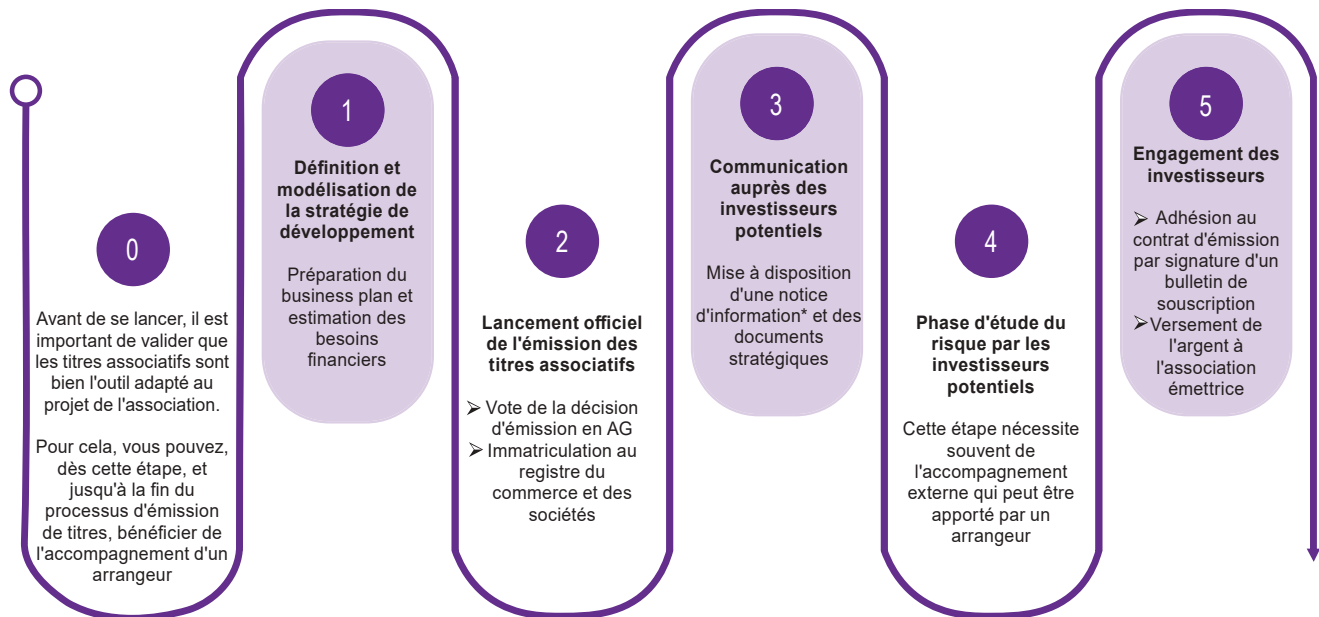 0
Avant de se lancer, il est
important de valider que
les titres associatifs sont
bien l'outil adapté au
projet de l'association.
Pour cela, vous pouvez,
dès cette étape, et
jusqu'à la fin du
processus d'émission
de titres, bénéficier de
l'accompagnement d'un
arrangeur
1
Définition et
modélisation de
la stratégie de
développement
Préparation du
business plan et
estimation des
besoins
financiers
2
Lancement officiel
de l'émission des
titres associatifs
➢ Vote de la décision
d'émission en AG
➢ Immatriculation au
registre du
commerce et des
sociétés
3
Communication
auprès des
investisseurs
potentiels
Mise à disposition
d'une notice
d'information* et des
documents
stratégiques
4
Phase d'étude du
risque par les
investisseurs
potentiels
Cette étape nécessite
souvent de
l'accompagnement
externe qui peut être
apporté par un
arrangeur
5
Engagement des
investisseurs
➢ Adhésion au
contrat d'émission
par signature d'un
bulletin de
souscription
➢ Versement de
l'argent à
l'association
émettrice